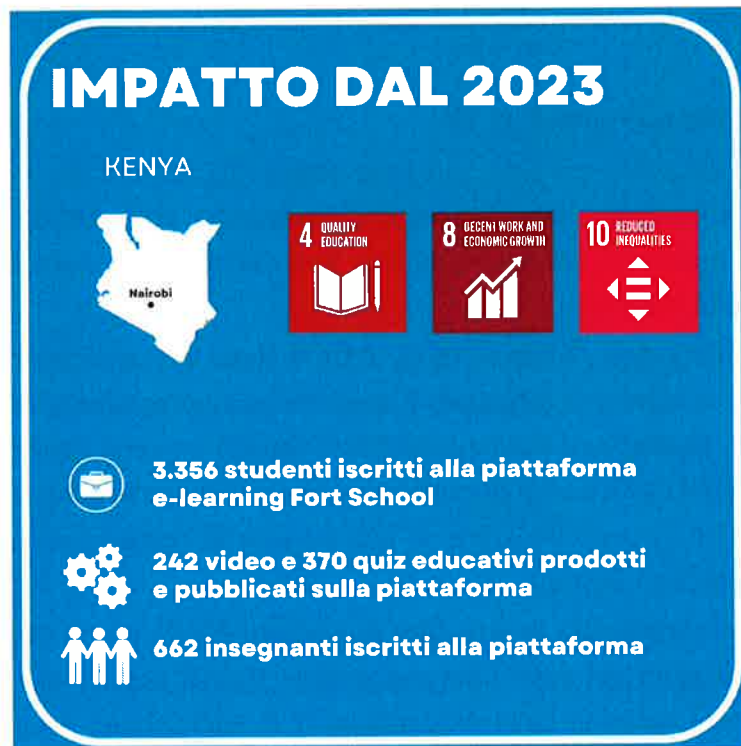 IMPATTO DAL 2023
KENYA
Nairobi
4 QUALITY
EDUCATION
8 DECENT WORK AND
ECONOMIC GROWTH
10 REDUCED
INEQUALITIES
3.356 studenti iscritti alla piattaforma
e-learning Fort School
242 video e 370 quiz educativi prodotti
e pubblicati sulla piattaforma
662 insegnanti iscritti alla piattaforma